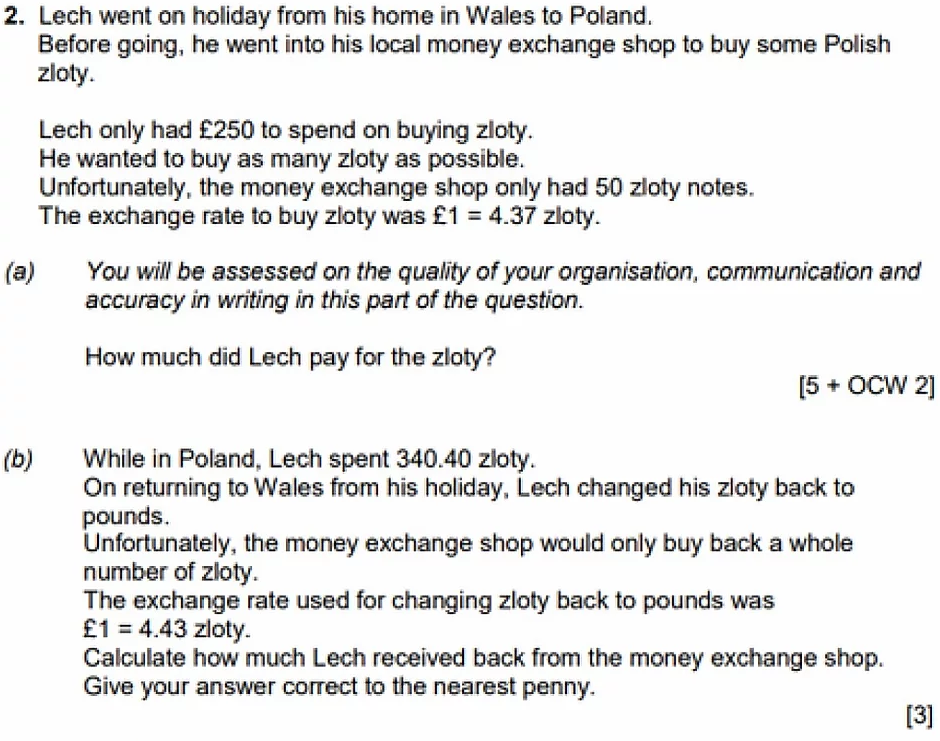 2. Lech went on holiday from his home in Wales to Poland.
Before going, he went into his local money exchange shop to buy some Polish
zloty.
Lech only had £250 to spend on buying zloty.
He wanted to buy as many zloty as possible.
Unfortunately, the money exchange shop only had 50 zloty notes.
The exchange rate to buy zloty was £1 = 4.37 zloty.
(a) You will be assessed on the quality of your organisation, communication and
accuracy in writing in this part of the question.
How much did Lech pay for the zloty?
[5 + OCW 2]
(b) While in Poland, Lech spent 340.40 zloty.
On returning to Wales from his holiday, Lech changed his zloty back to
pounds.
Unfortunately, the money exchange shop would only buy back a whole
number of zloty.
The exchange rate used for changing zloty back to pounds was
£1 = 4.43 zloty.
Calculate how much Lech received back from the money exchange shop.
Give your answer correct to the nearest penny.
[3]